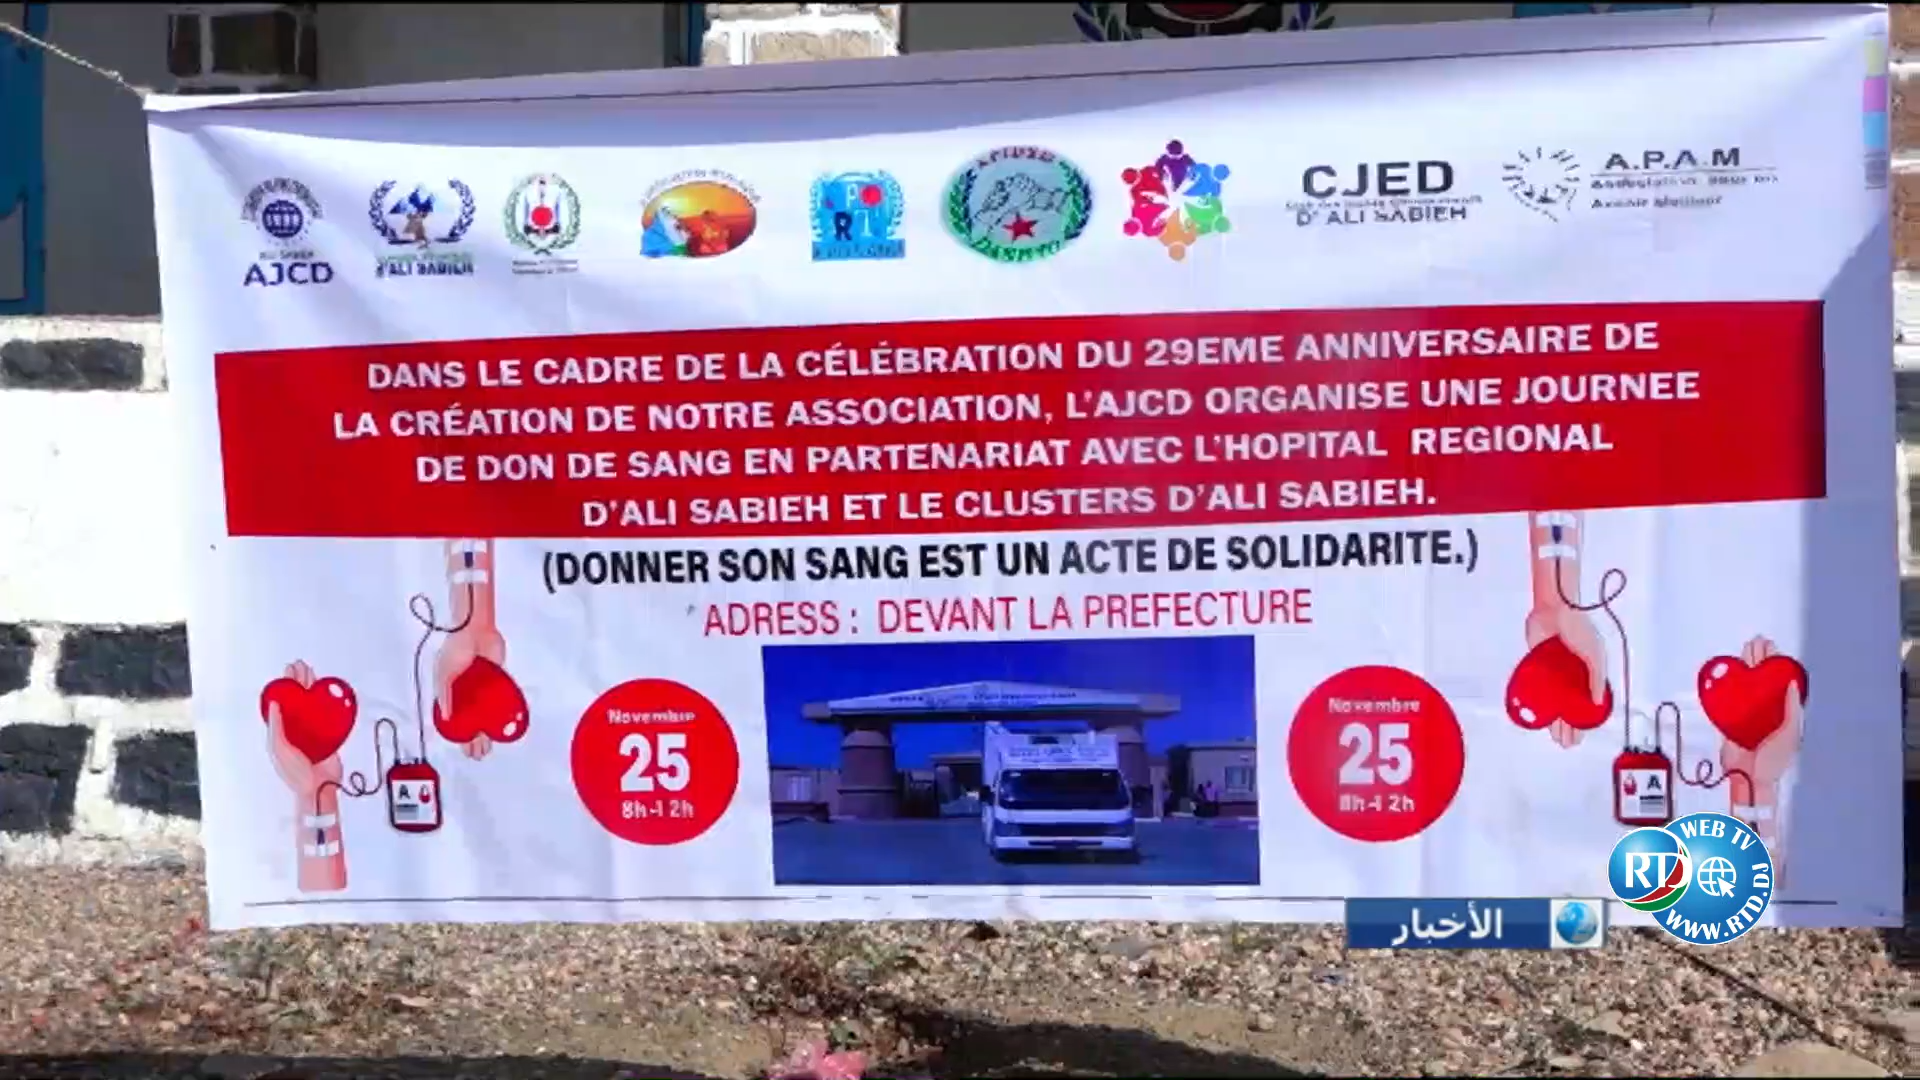 ALI SABIEH
AJCD
D'ALI SABIEH
CJED
D'ALI SABIEH
A.P.A.M
DANS LE CADRE DE LA CÉLÉBRATION DU 29EME ANNIVERSAIRE DE
LA CRÉATION DE NOTRE ASSOCIATION, L'AJCD ORGANISE UNE JOURNEE
DE DON DE SANG EN PARTENARIAT AVEC L'HOPITAL REGIONAL
D'ALI SABIEH ET LE CLUSTERS D'ALI SABIEH.
(DONNER SON SANG EST UN ACTE DE SOLIDARITE.)
ADRESS : DEVANT LA PREFECTURE
Novembre
25
8h-12h
Novembre
25
8h-12h
A
A
الأخبار
RTD
WEB TV
WWW.RTD.DJ